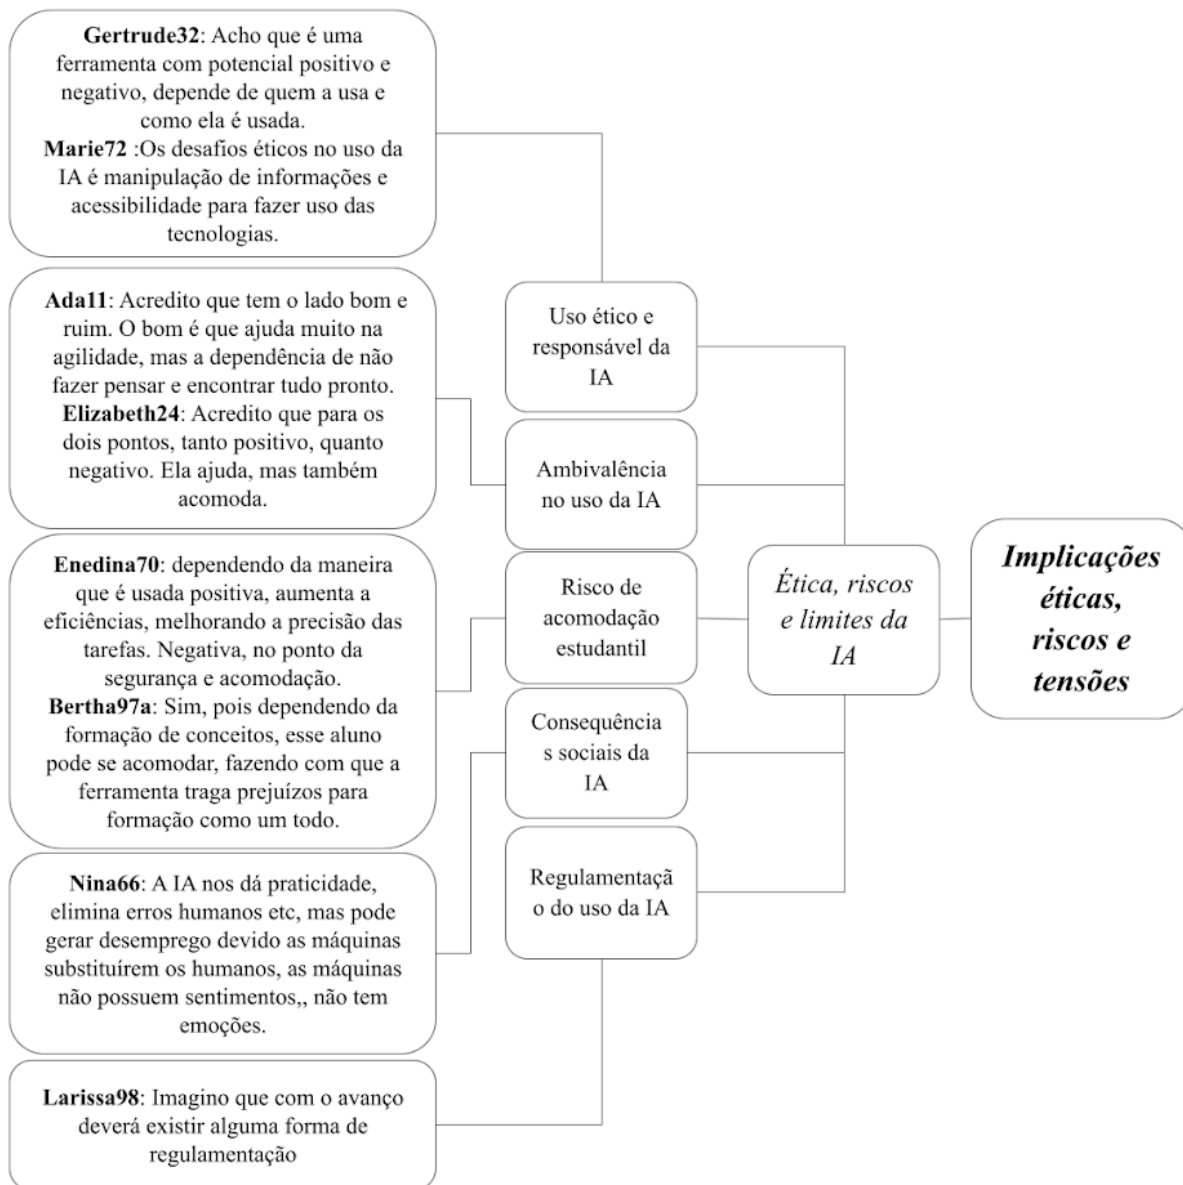 Gertrude32: Acho que é uma
ferramenta com potencial positivo e
negativo, depende de quem a usa e
como ela é usada.
Marie72 :Os desafios éticos no uso da
IA é manipulação de informações e
acessibilidade para fazer uso das
tecnologias.
Ada11: Acredito que tem o lado bom e
ruim. O bom é que ajuda muito na
agilidade, mas a dependência de não
fazer pensar e encontrar tudo pronto.
Elizabeth24: Acredito que para os
dois pontos, tanto positivo, quanto
negativo. Ela ajuda, mas também
acomoda.
Enedina70: dependendo da maneira
que é usada positiva, aumenta a
eficiências, melhorando a precisão das
tarefas. Negativa, no ponto da
segurança e acomodação.
Bertha97a: Sim, pois dependendo da
formação de conceitos, esse aluno
pode se acomodar, fazendo com que a
ferramenta traga prejuízos para
formação como um todo.
Nina66: A IA nos dá praticidade,
elimina erros humanos etc, mas pode
gerar desemprego devido as máquinas
substituírem os humanos, as máquinas
não possuem sentimentos,, não tem
emoções.
Larissa98: Imagino que com o avanço
deverá existir alguma forma de
regulamentação
Uso ético e
responsável da
IA
Ambivalência
no uso da IA
Risco de
acomodação
estudantil
Consequência
s sociais da
IA
Regulamentaçã
o do uso da IA
Ética, riscos
e limites da
IA
Implicações
éticas,
riscos e
tensões